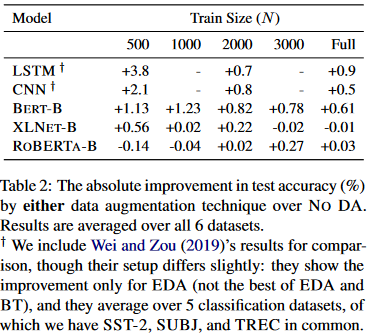 Model Train Size (N)
500 1000 2000 3000 Full
LSTM † +3.8 - +0.7 - +0.9
CNN † +2.1 - +0.8 - +0.5
BERT-B +1.13 +1.23 +0.82 +0.78 +0.61
XLNET-B +0.56 +0.02 +0.22 -0.02 -0.01
ROBERTA-B -0.14 -0.04 +0.02 +0.27 +0.03
Table 2: The absolute improvement in test accuracy (%)
by either data augmentation technique over NO DA.
Results are averaged over all 6 datasets.
† We include Wei and Zou (2019)'s results for compar-
ison, though their setup differs slightly: they show the
improvement only for EDA (not the best of EDA and
BT), and they average over 5 classification datasets, of
which we have SST-2, SUBJ, and TREC in common.